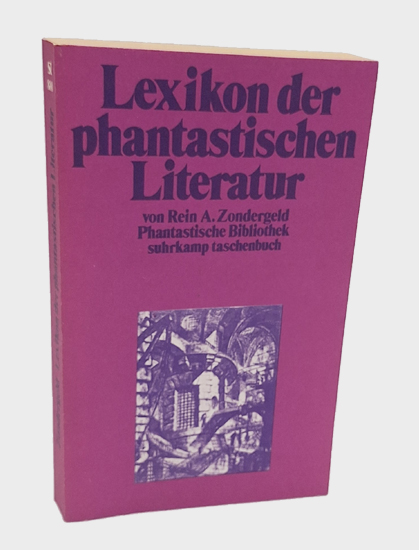 Lexikon der
phantastischen
Literatur
von Rein A. Zondergeld
Phantastische Bibliothek
suhrkamp taschenbuch